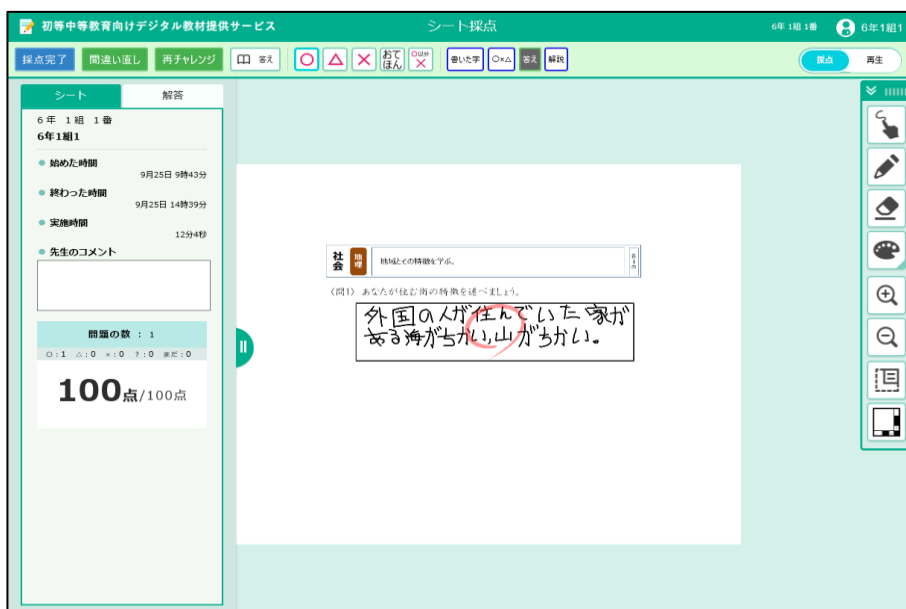 初等中等教育向けデジタル教材提供サービス
シート採点
6年 1組 1番
6年1組1
採点完了
間違い直し
再チャレンジ
答え
おてほん
○以外×
書いた字
○×△
答え
解説
採点
再生
シート
解答
6年 1組 1番
6年1組1
始めた時間
9月25日 9時43分
終わった時間
9月25日 14時39分
実施時間
12分4秒
先生のコメント
問題の数 : 1
○:1 △:0 ×:0 ?:0 まだ:0
100点/100点
社会
地理
地域とその特徴を学ぶ。
(問1) あなたが住む街の特徴を述べましょう。
外国の人が住んでいた家が
ある海がちかい,山がちかい。